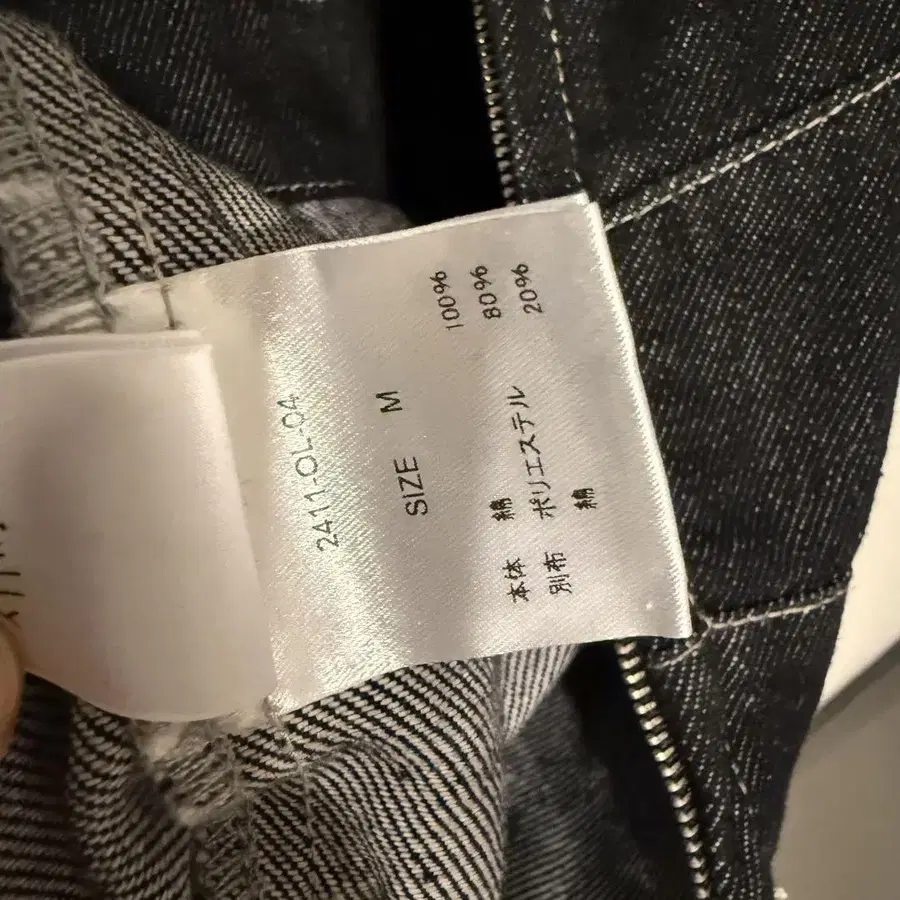 2411-OL-04
SIZE M
本体 綿 100%
別布 ポリエステル 80%
綿 20%